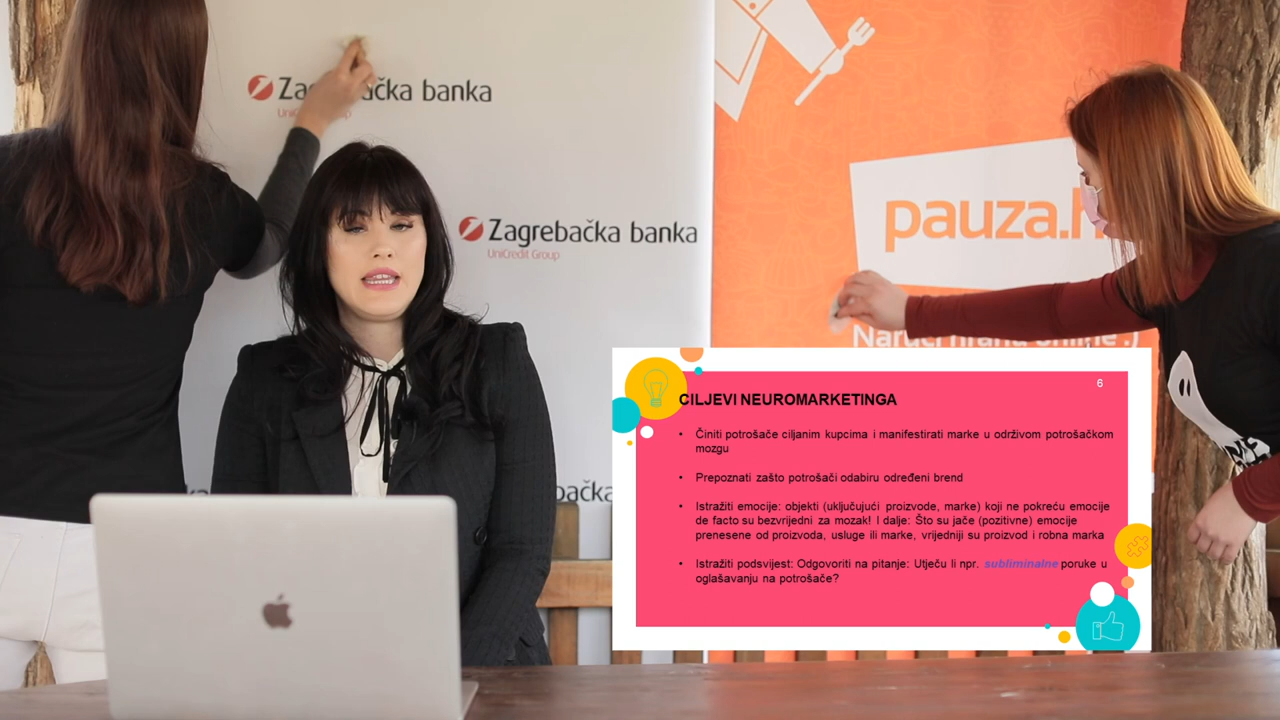 Zagrebačka banka
UniCredit Group
Zagrebačka banka
UniCredit Group
pauza.h
Naruči hranu online :)
6
CILJEVI NEUROMARKETINGA
• Činiti potrošače ciljanim kupcima i manifestirati marke u održivom potrošačkom
mozgu
• Prepoznati zašto potrošači odabiru određeni brend
• Istražiti emocije: objekti (uključujući proizvode, marke) koji ne pokreću emocije
de facto su bezvrijedni za mozak! I dalje: Što su jače (pozitivne) emocije
prenesene od proizvoda, usluge ili marke, vrijedniji su proizvod i robna marka
• Istražiti podsvijest: Odgovoriti na pitanje: Utječu li npr. subliminalne poruke u
oglašavanju na potrošače?